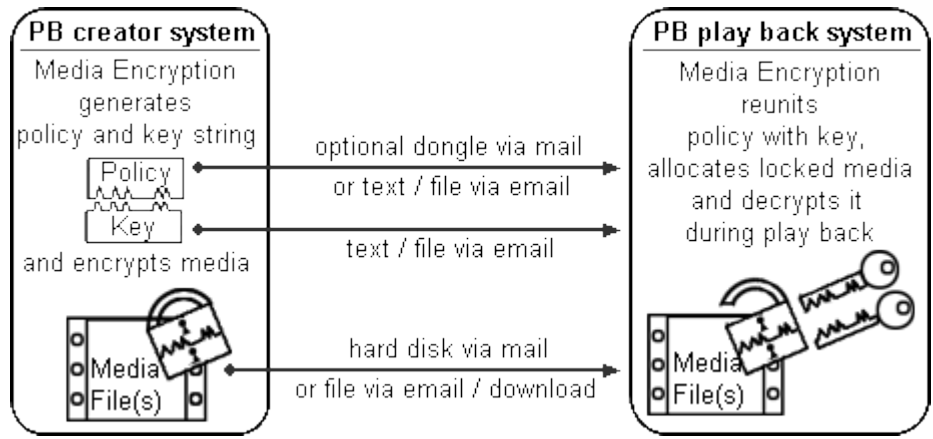 PB creator system
Media Encryption
generates
policy and key string
Policy
Key
and encrypts media
Media
File(s)
optional dongle via mail
or text / file via email
text / file via email
hard disk via mail
or file via email / download
PB play back system
Media Encryption
reunits
policy with key,
allocates locked media
and decrypts it
during play back
Media
File(s)